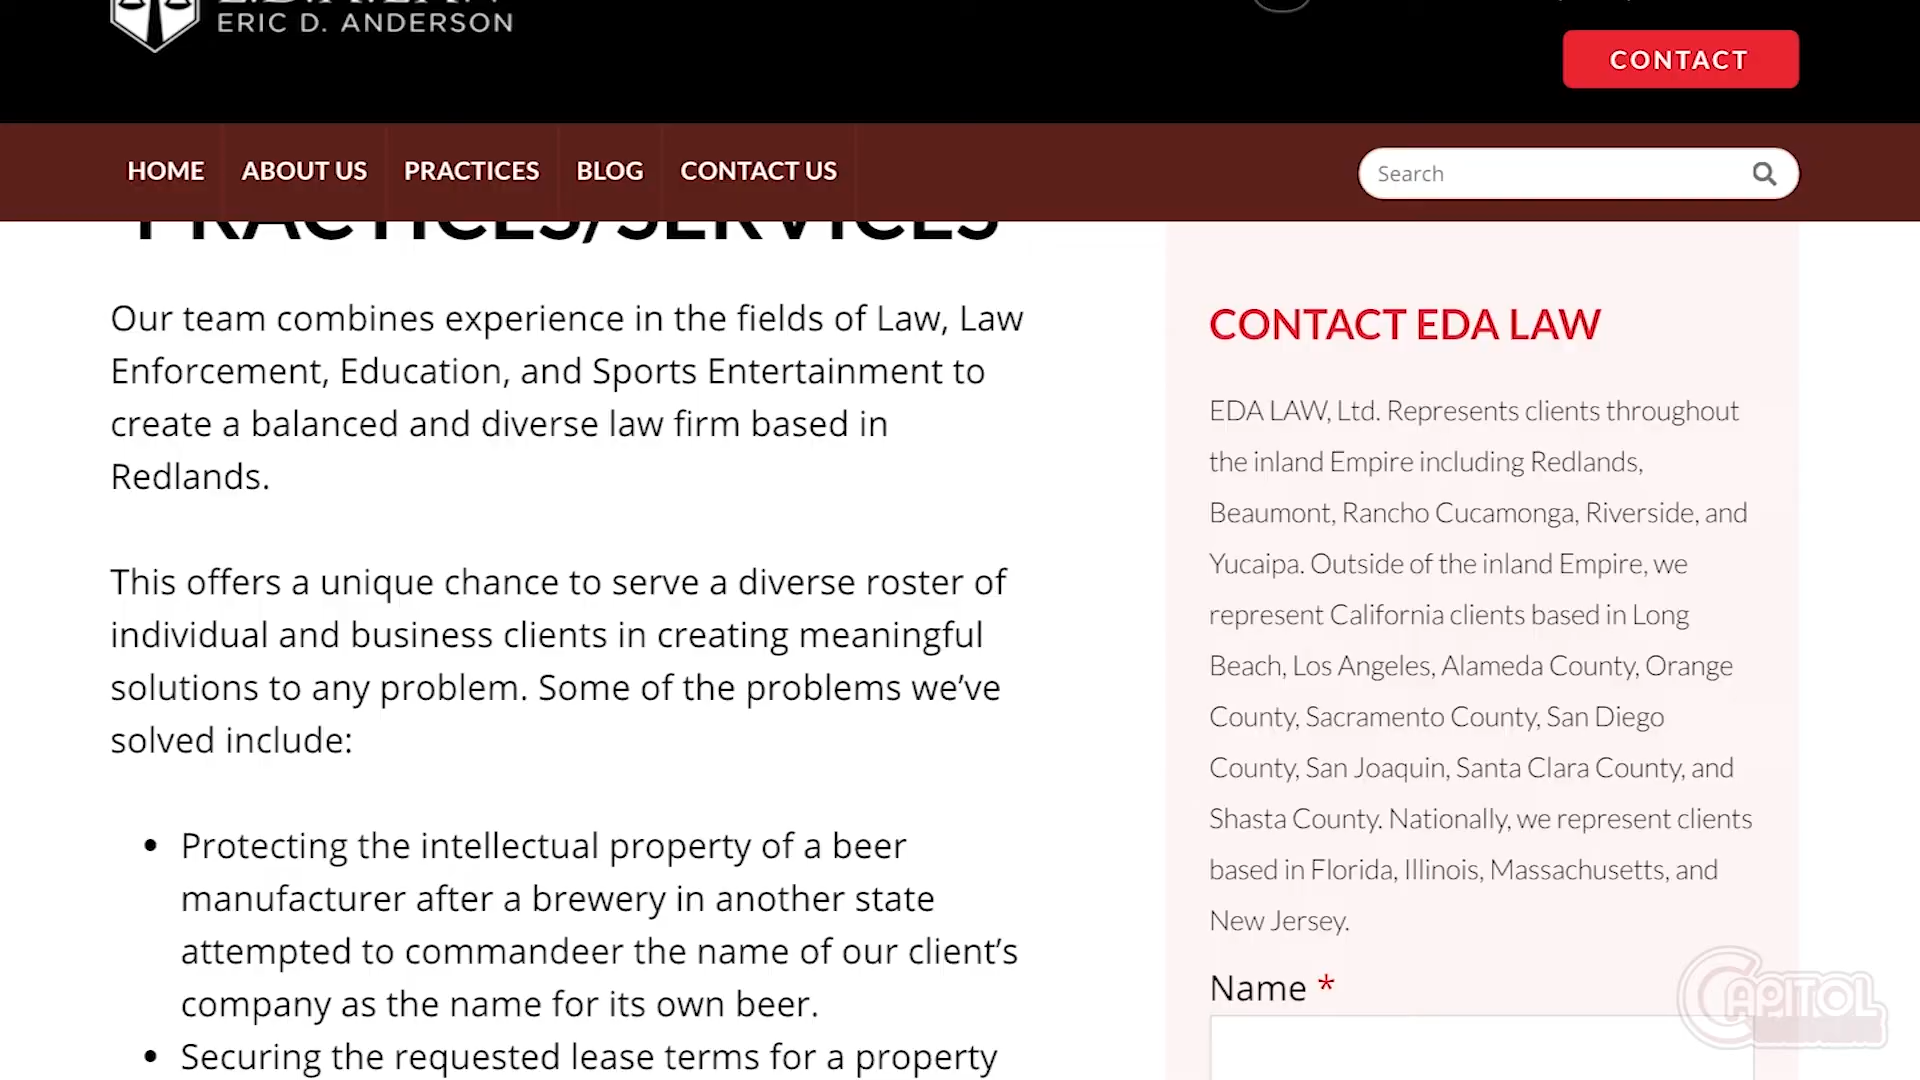 ERIC D. ANDERSON
CONTACT
HOME
ABOUT US
PRACTICES
BLOG
CONTACT US
Search
PRACTICES/SERVICES
Our team combines experience in the fields of Law, Law
Enforcement, Education, and Sports Entertainment to
create a balanced and diverse law firm based in
Redlands.
This offers a unique chance to serve a diverse roster of
individual and business clients in creating meaningful
solutions to any problem. Some of the problems we’ve
solved include:
• Protecting the intellectual property of a beer
manufacturer after a brewery in another state
attempted to commandeer the name of our client’s
company as the name for its own beer.
• Securing the requested lease terms for a property
CONTACT EDA LAW
EDA LAW, Ltd. Represents clients throughout
the inland Empire including Redlands,
Beaumont, Rancho Cucamonga, Riverside, and
Yucaipa. Outside of the inland Empire, we
represent California clients based in Long
Beach, Los Angeles, Alameda County, Orange
County, Sacramento County, San Diego
County, San Joaquin, Santa Clara County, and
Shasta County. Nationally, we represent clients
based in Florida, Illinois, Massachusetts, and
New Jersey.
Name *
CAPITOL